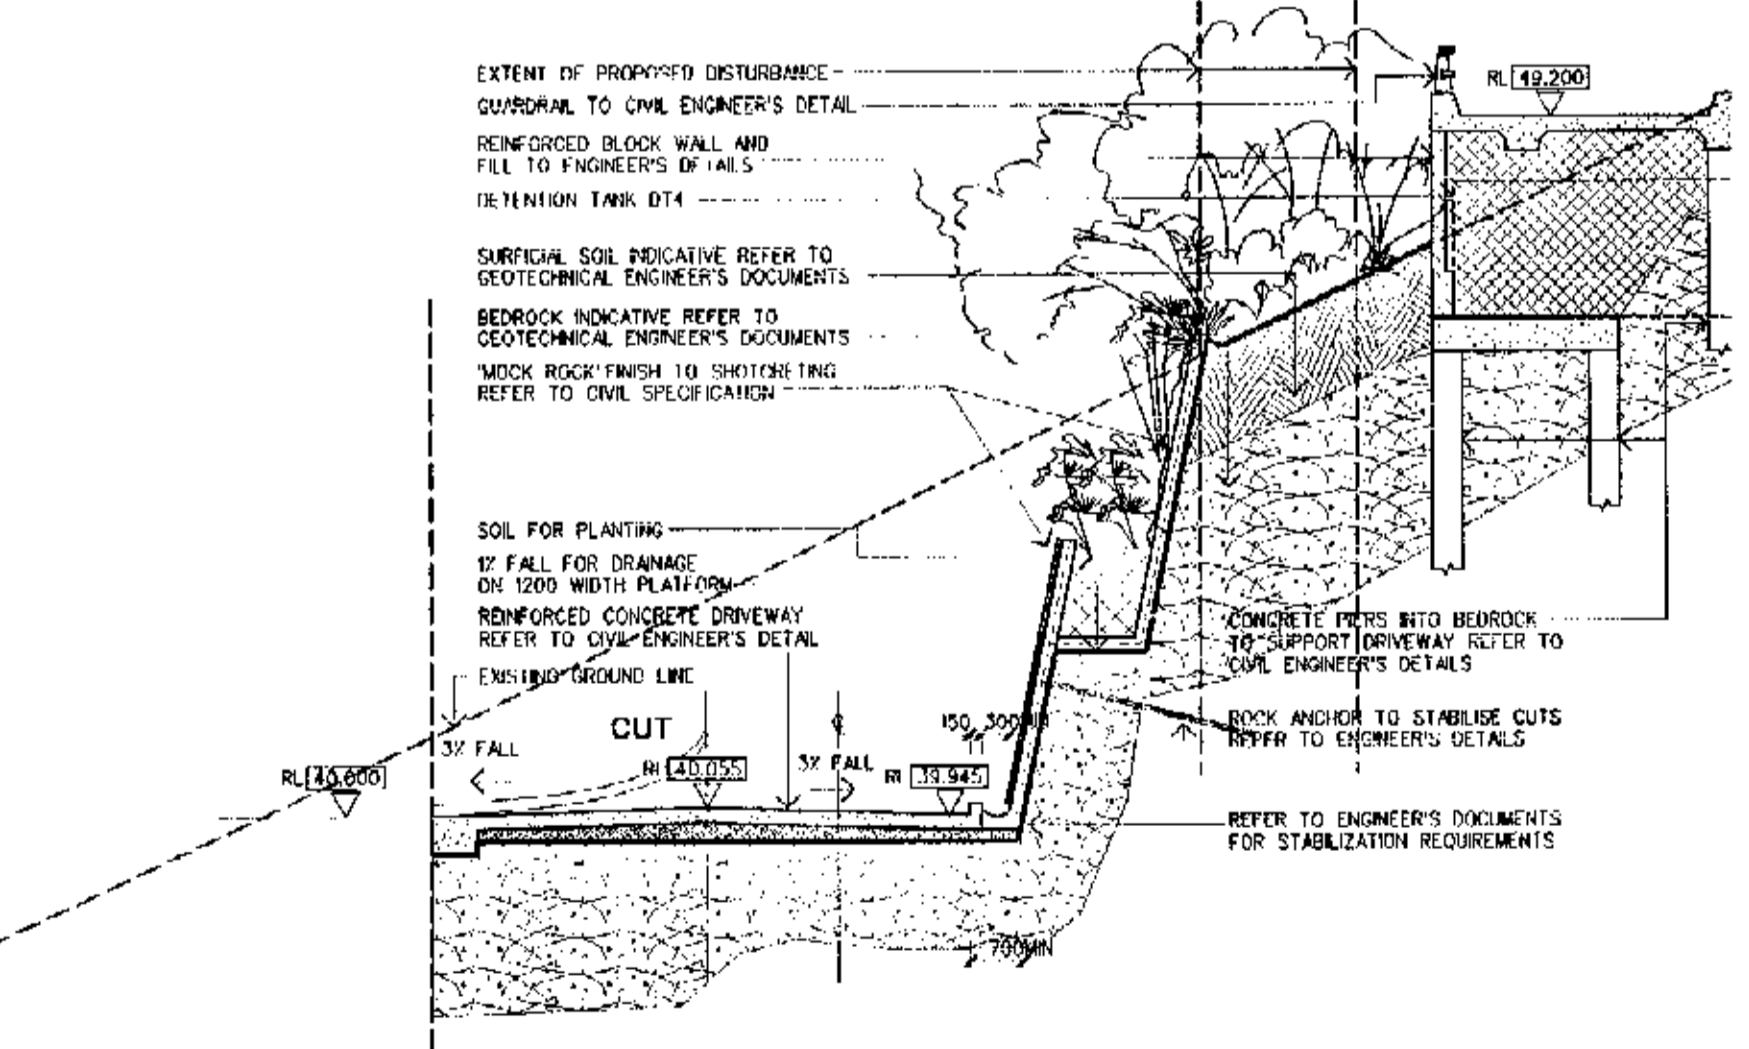 EXTENT OF PROPOSED DISTURBANCE
GUARDRAIL TO CIVIL ENGINEER'S DETAIL
RL 49.200
REINFORCED BLOCK WALL AND
FILL TO ENGINEER'S DETAILS
DETENTION TANK DT4
SURFICIAL SOIL INDICATIVE REFER TO
GEOTECHNICAL ENGINEER'S DOCUMENTS
BEDROCK INDICATIVE REFER TO
GEOTECHNICAL ENGINEER'S DOCUMENTS
'MOCK ROCK' FINISH TO SHOTCRETING
REFER TO CIVIL SPECIFICATION
SOIL FOR PLANTING
1% FALL FOR DRAINAGE
ON 1200 WIDTH PLATFORM
REINFORCED CONCRETE DRIVEWAY
REFER TO CIVIL ENGINEER'S DETAIL
EXISTING GROUND LINE
CONCRETE PIERS INTO BEDROCK
TO SUPPORT DRIVEWAY REFER TO
CIVIL ENGINEER'S DETAILS
CUT
150 300MIN
ROCK ANCHOR TO STABILISE CUTS
REFER TO ENGINEER'S DETAILS
3% FALL
RL 40.000
RL 40.055
3% FALL
RL 39.945
REFER TO ENGINEER'S DOCUMENTS
FOR STABILIZATION REQUIREMENTS
700MIN